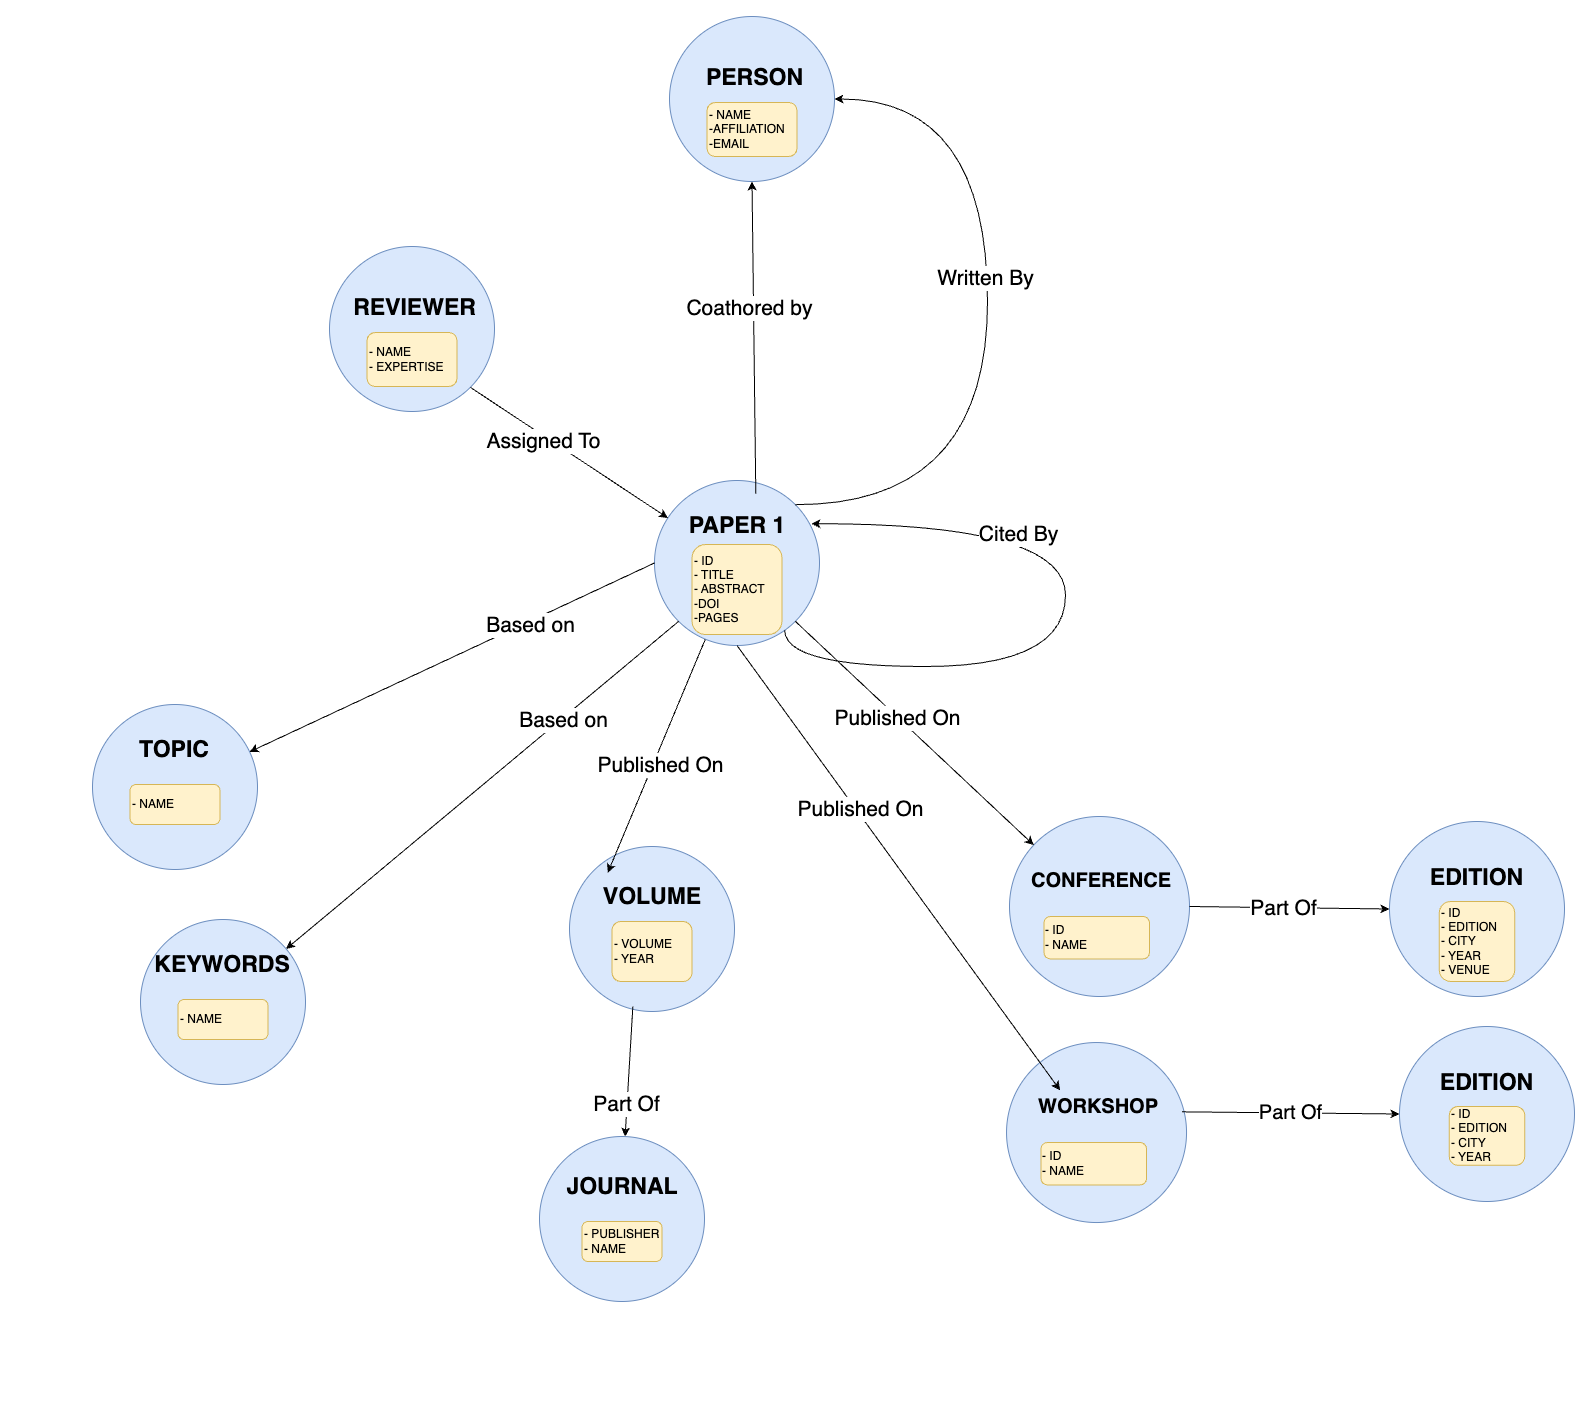 PERSON
- NAME
-AFFILIATION
-EMAIL
Written By
Coathored by
REVIEWER
- NAME
- EXPERTISE
Assigned To
PAPER 1
- ID
- TITLE
- ABSTRACT
-DOI
-PAGES
Cited By
Based on
Based on
Published On
Published On
Published On
TOPIC
- NAME
KEYWORDS
- NAME
VOLUME
- VOLUME
- YEAR
CONFERENCE
- ID
- NAME
Part Of
EDITION
- ID
- EDITION
- CITY
- YEAR
- VENUE
WORKSHOP
- ID
- NAME
Part Of
EDITION
- ID
- EDITION
- CITY
- YEAR
Part Of
JOURNAL
- PUBLISHER
- NAME